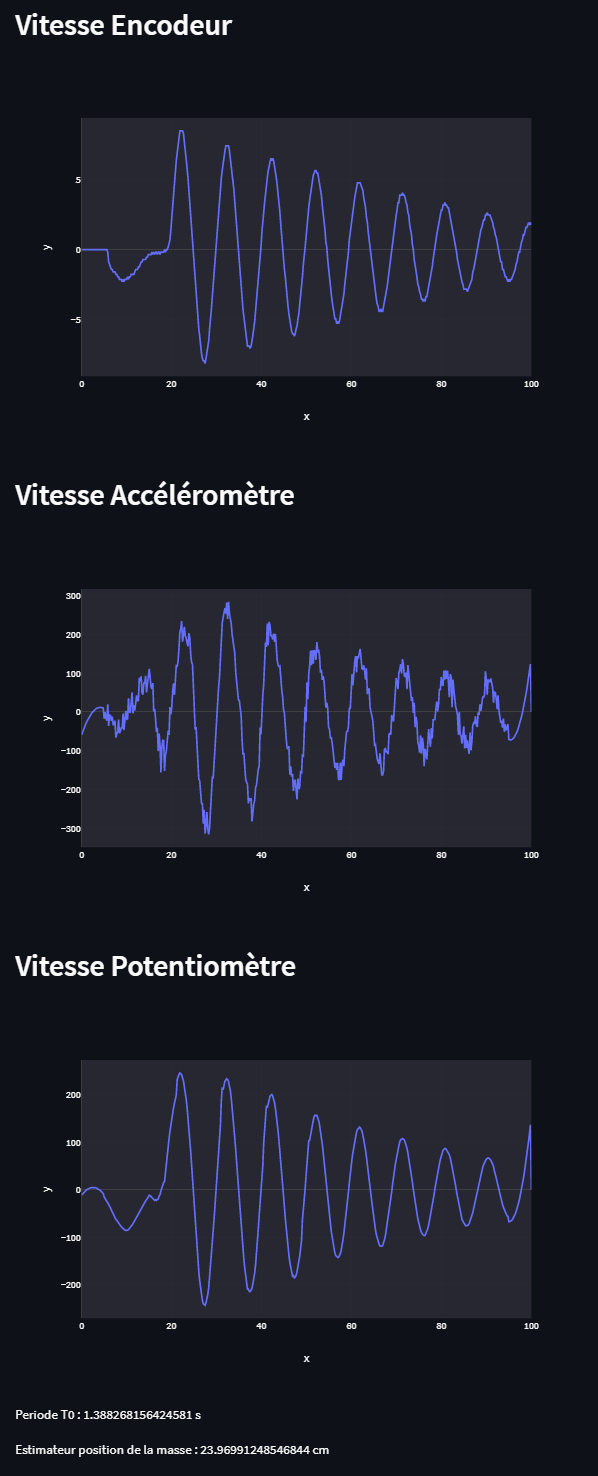 Vitesse Encodeur
5
0
−5
y
0 20 40 60 80 100
x
Vitesse Accéléromètre
300
200
100
0
−100
−200
−300
y
0 20 40 60 80 100
x
Vitesse Potentiomètre
200
100
0
−100
−200
y
0 20 40 60 80 100
x
Periode T0 : 1.388268156424581 s
Estimateur position de la masse : 23.96991248546844 cm